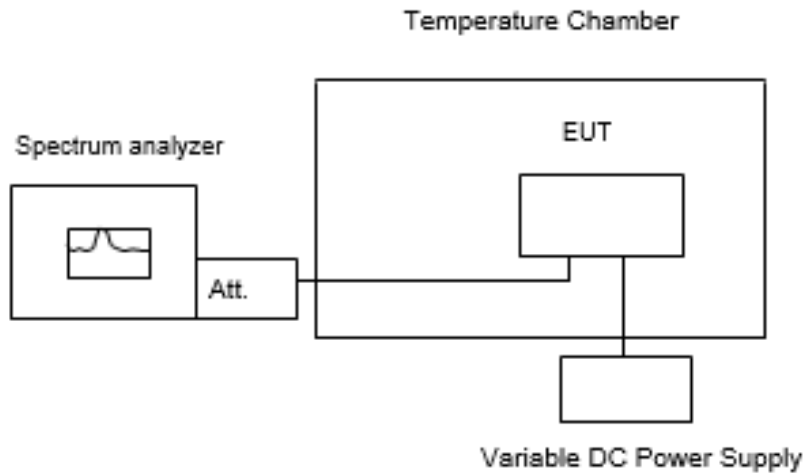 Temperature Chamber
EUT
Spectrum analyzer
Att.
Variable DC Power Supply